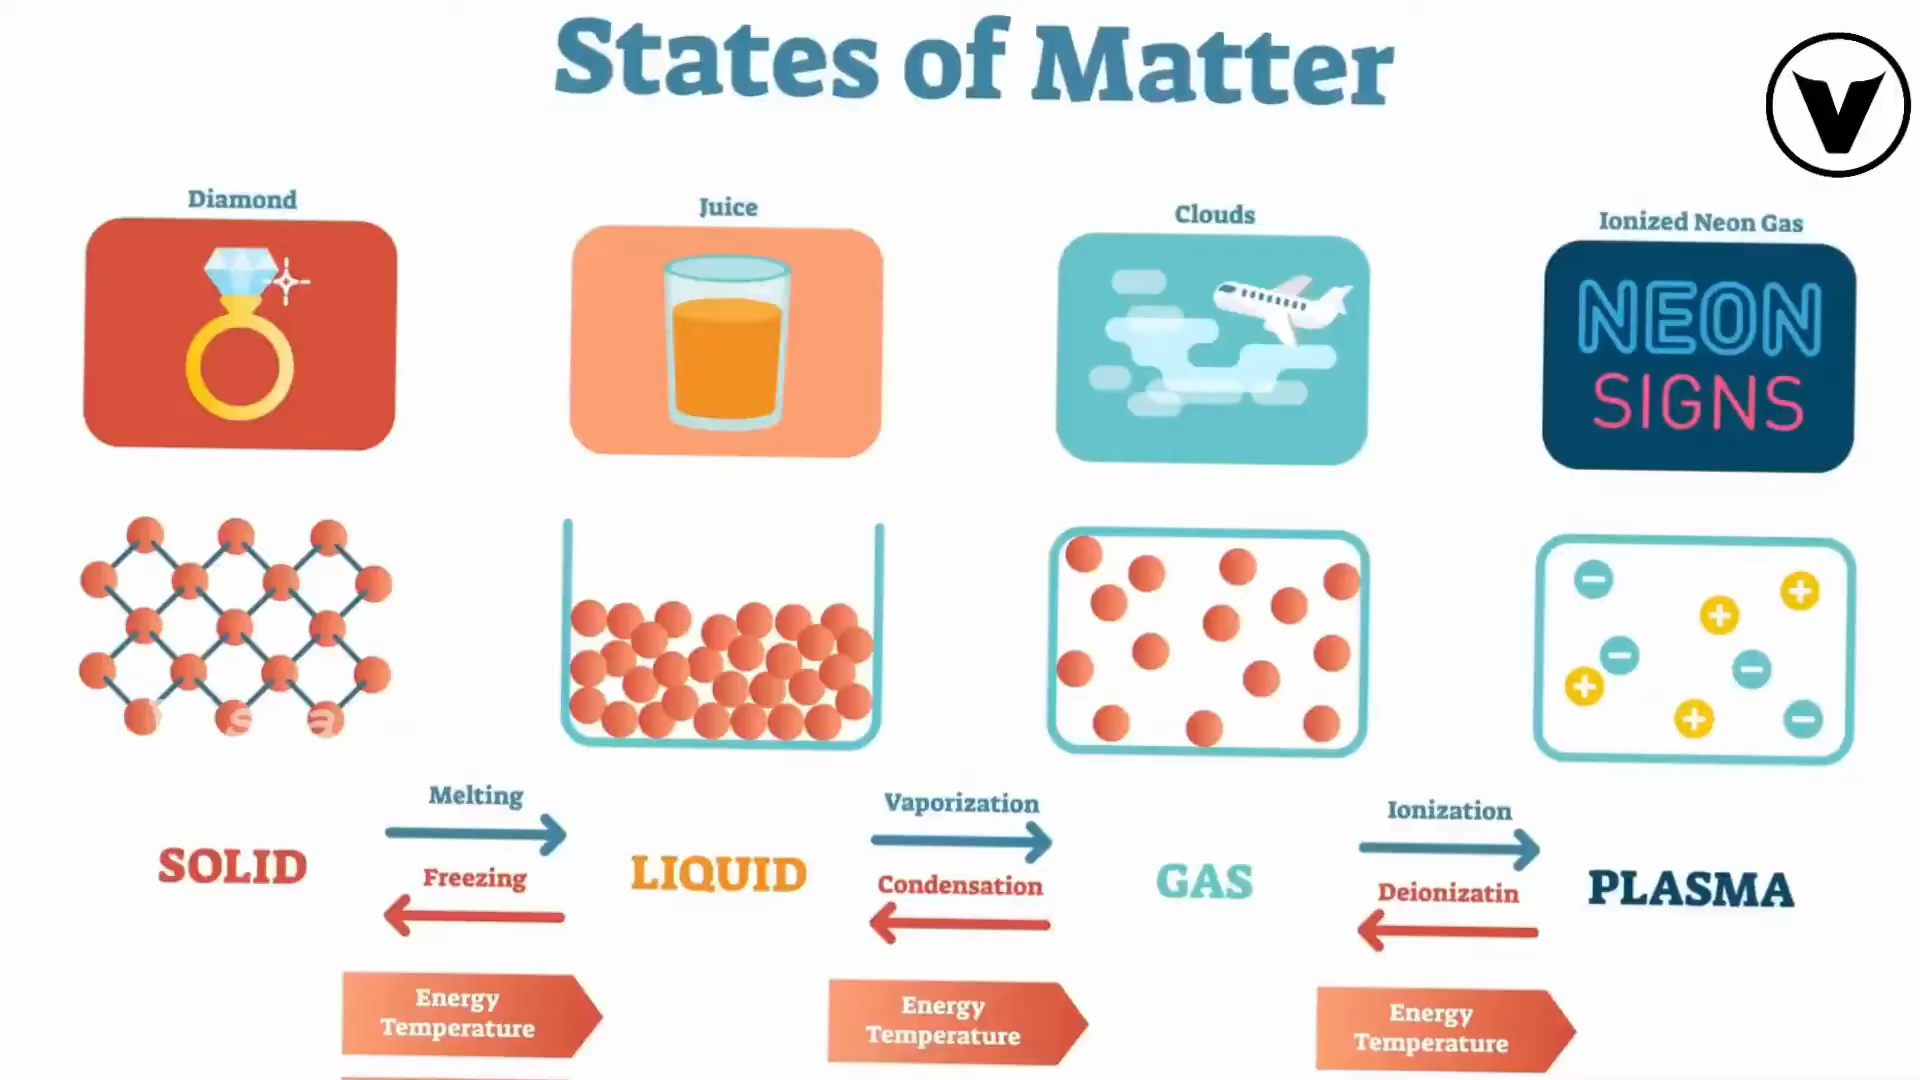 States of Matter
V
Diamond
Juice
Clouds
Ionized Neon Gas
NEON
SIGNS
Melting
Vaporization
Ionization
SOLID
Freezing
LIQUID
Condensation
GAS
Deionizatin
PLASMA
Energy
Temperature
Energy
Temperature
Energy
Temperature